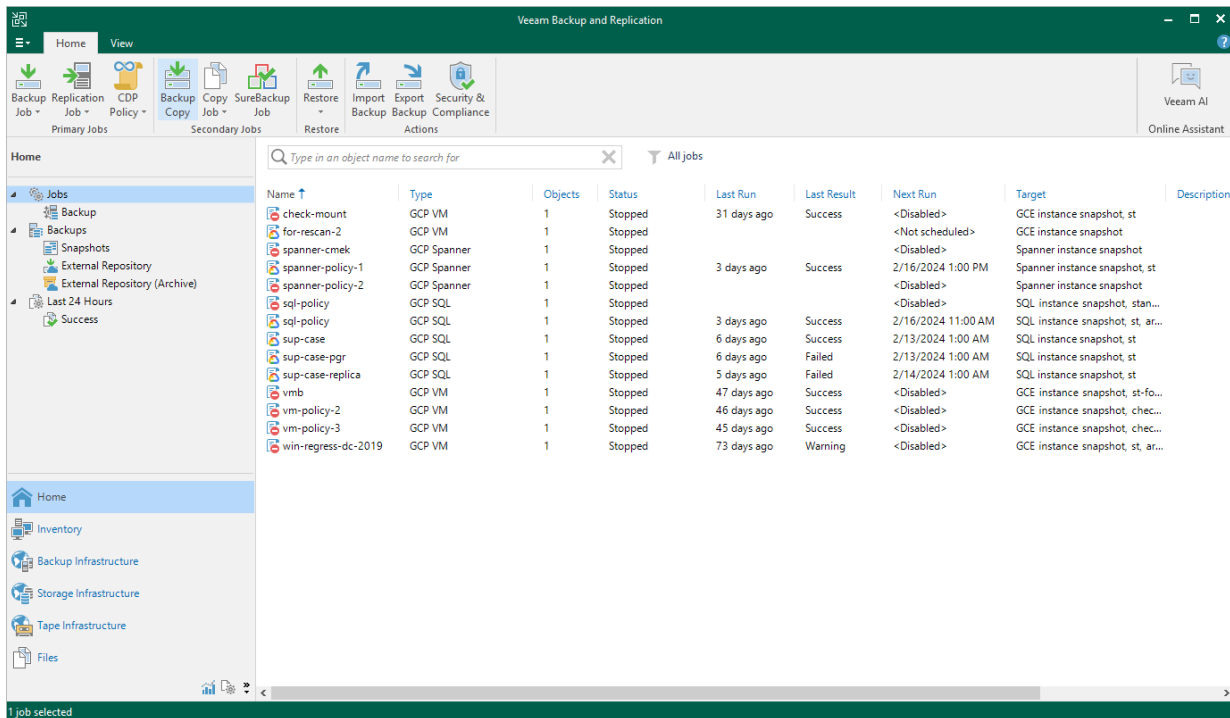 Veeam Backup and Replication
Home View
Backup Job Replication Job CDP Policy Backup Copy Copy Job SureBackup Job Restore Import Backup Export Backup Security & Compliance Veeam AI
Primary Jobs Secondary Jobs Restore Actions Online Assistant
Home
Type in an object name to search for All jobs
Jobs
Backup
Backups
Snapshots
External Repository
External Repository (Archive)
Last 24 Hours
Success
Name Type Objects Status Last Run Last Result Next Run Target Description
check-mount GCP VM 1 Stopped 31 days ago Success <Disabled> GCE instance snapshot, st
for-rescan-2 GCP VM 1 Stopped <Not scheduled> GCE instance snapshot
spanner-cmek GCP Spanner 1 Stopped <Disabled> Spanner instance snapshot
spanner-policy-1 GCP Spanner 1 Stopped 3 days ago Success 2/16/2024 1:00 PM Spanner instance snapshot, st
spanner-policy-2 GCP Spanner 1 Stopped <Disabled> Spanner instance snapshot
sql-policy GCP SQL 1 Stopped <Disabled> SQL instance snapshot, stan...
sql-policy GCP SQL 1 Stopped 3 days ago Success 2/16/2024 11:00 AM SQL instance snapshot, st, ar...
sup-case GCP SQL 1 Stopped 6 days ago Success 2/13/2024 1:00 AM SQL instance snapshot, st
sup-case-pgr GCP SQL 1 Stopped 6 days ago Failed 2/13/2024 1:00 AM SQL instance snapshot, st
sup-case-replica GCP SQL 1 Stopped 5 days ago Failed 2/14/2024 1:00 AM SQL instance snapshot, st
vmb GCP VM 1 Stopped 47 days ago Success <Disabled> GCE instance snapshot, st-fo...
vm-policy-2 GCP VM 1 Stopped 46 days ago Success <Disabled> GCE instance snapshot, chec...
vm-policy-3 GCP VM 1 Stopped 45 days ago Success <Disabled> GCE instance snapshot, chec...
win-regress-dc-2019 GCP VM 1 Stopped 73 days ago Warning <Disabled> GCE instance snapshot, st, ar...
Home
Inventory
Backup Infrastructure
Storage Infrastructure
Tape Infrastructure
Files
1 job selected